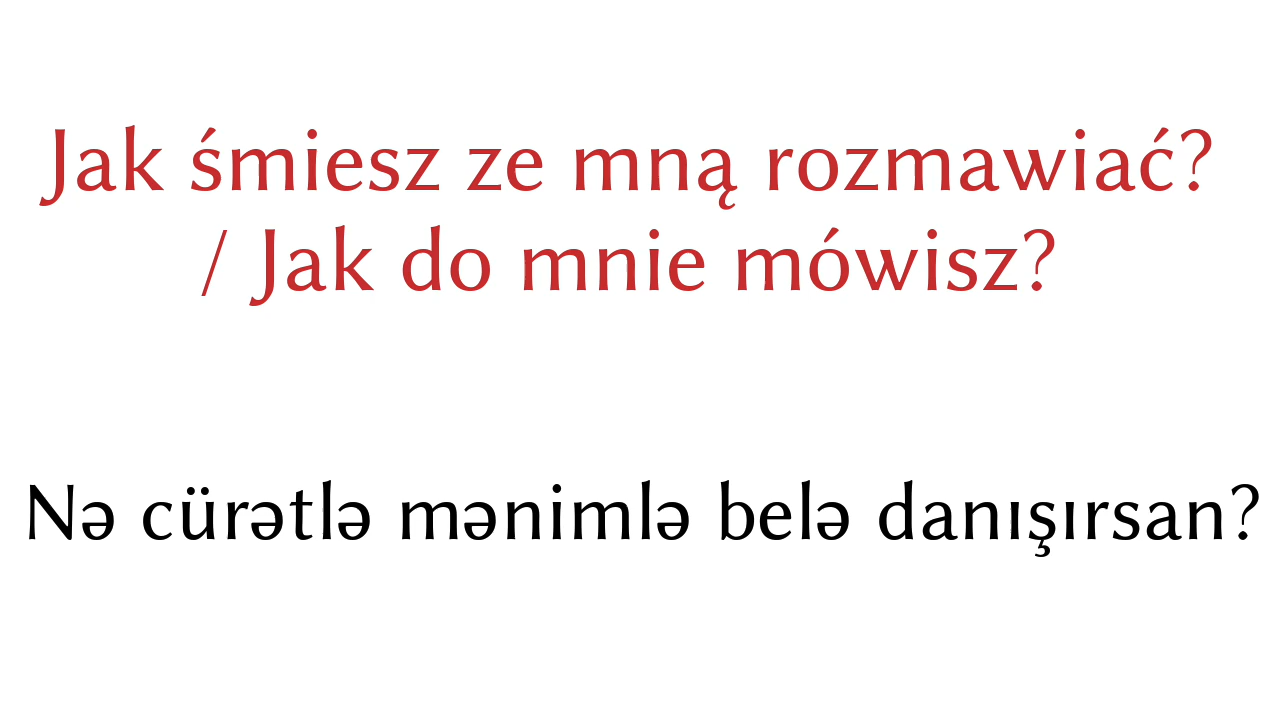 Jak śmiesz ze mną rozmawiać?
/ Jak do mnie mówisz?
Nə cürətlə mənimlə belə danışırsan?